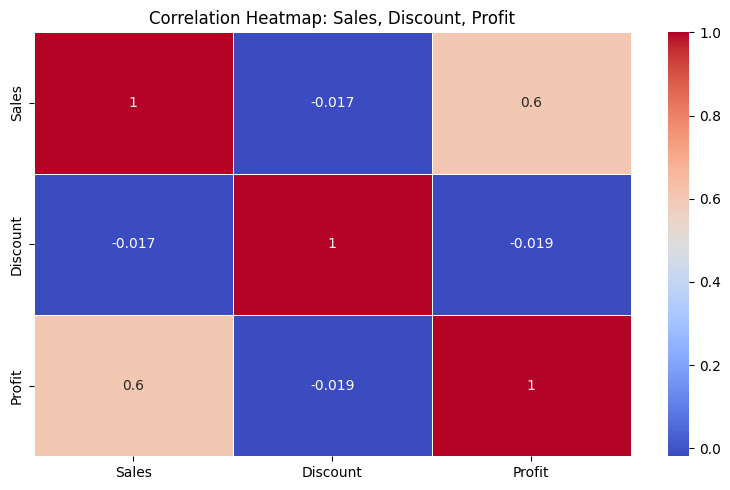 Correlation Heatmap: Sales, Discount, Profit
Sales 1 -0.017 0.6
Discount -0.017 1 -0.019
Profit 0.6 -0.019 1
Sales Discount Profit
1.0
0.8
0.6
0.4
0.2
0.0